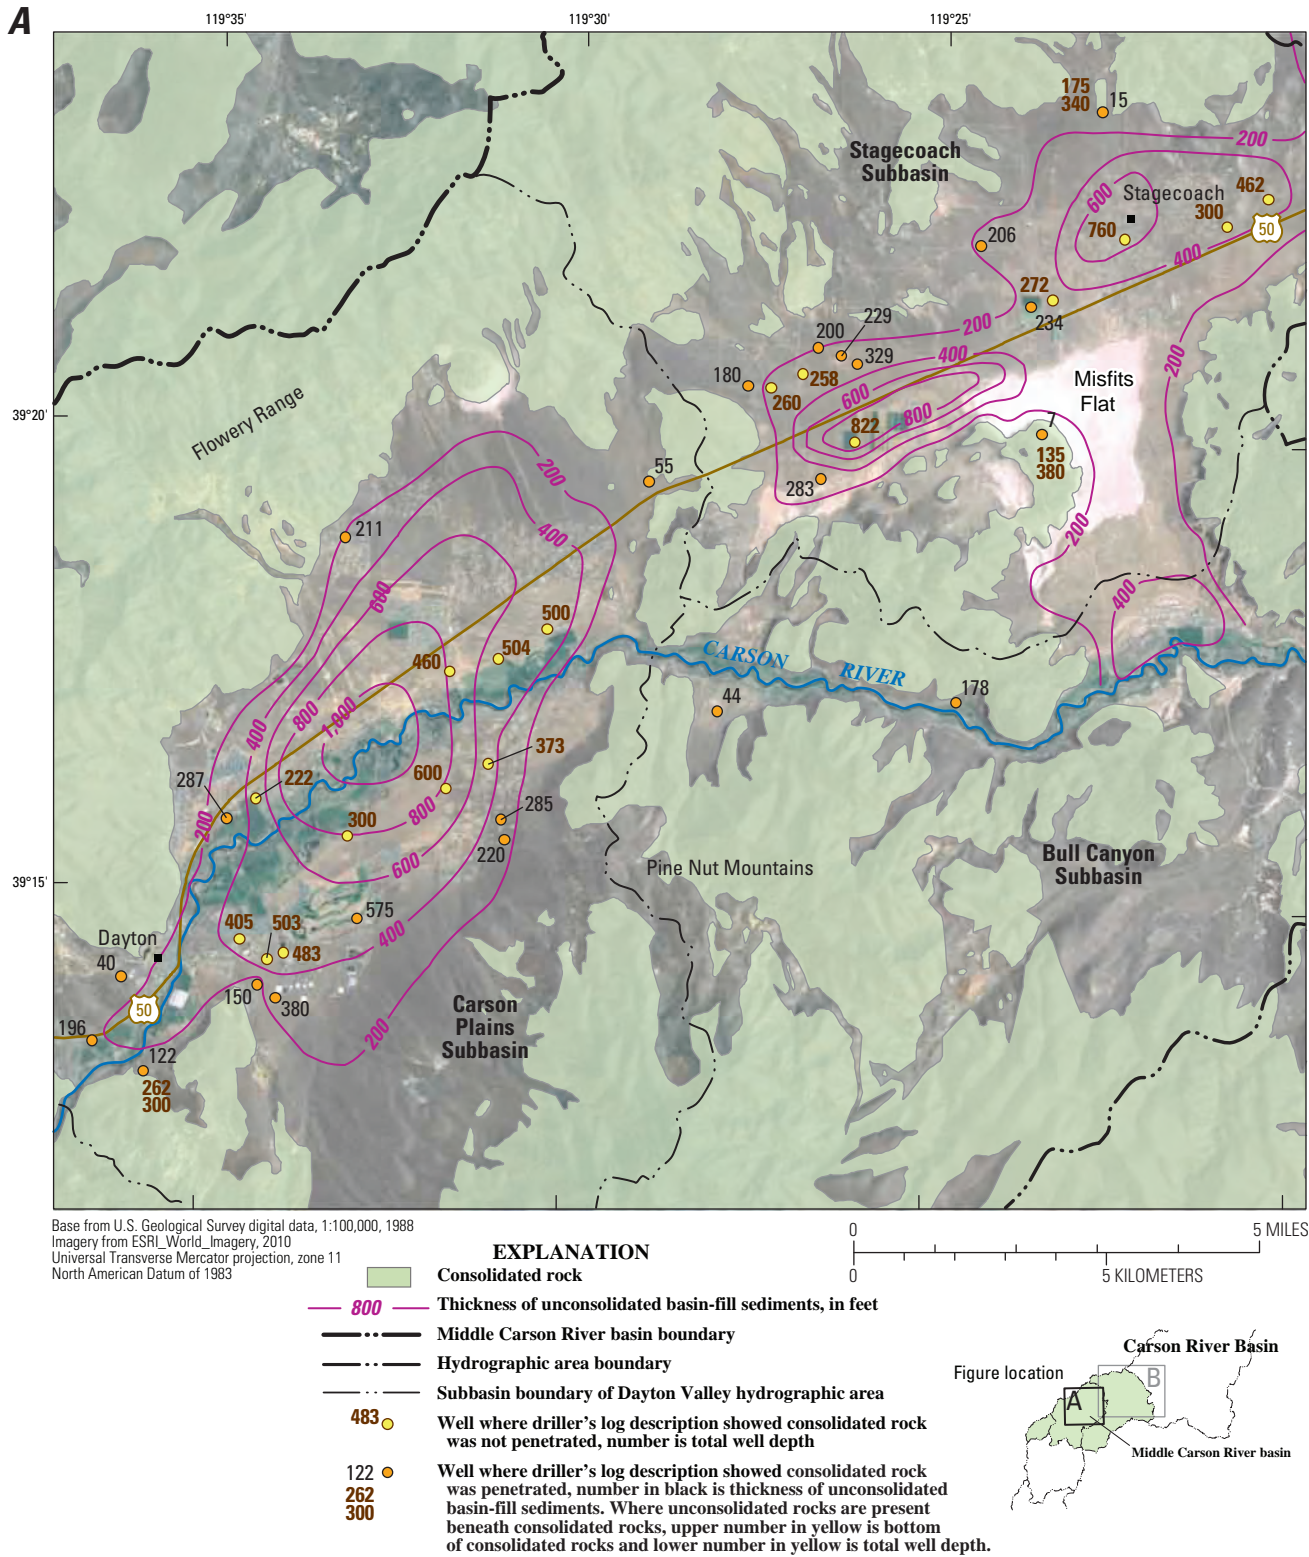 A
119°35'
119°30'
119°25'
175
340
15
200
Stagecoach
Subbasin
600
Stagecoach
462
300
50
760
206
400
272
234
200
229
200
329
400
180
258
260
600
800
822
200
Misfits
Flat
39°20'
Flowery Range
7
135
380
55
283
200
200
211
400
400
600
500
504
460
CARSON
RIVER
44
178
800
1,000
400
373
287
222
600
285
300
800
200
220
600
Pine Nut Mountains
Bull Canyon
Subbasin
39°15'
575
405
503
483
400
Dayton
40
150
380
50
196
122
262
300
200
Carson
Plains
Subbasin
Base from U.S. Geological Survey digital data, 1:100,000, 1988
Imagery from ESRI_World_Imagery, 2010
Universal Transverse Mercator projection, zone 11
North American Datum of 1983
0
5 MILES
0
5 KILOMETERS
EXPLANATION
Consolidated rock
800
Thickness of unconsolidated basin-fill sediments, in feet
Middle Carson River basin boundary
Hydrographic area boundary
Subbasin boundary of Dayton Valley hydrographic area
483
Well where driller's log description showed consolidated rock
was not penetrated, number is total well depth
122
262
300
Well where driller's log description showed consolidated rock
was penetrated, number in black is thickness of unconsolidated
basin-fill sediments. Where unconsolidated rocks are present
beneath consolidated rocks, upper number in yellow is bottom
of consolidated rocks and lower number in yellow is total well depth.
Carson River Basin
Figure location
B
A
Middle Carson River basin